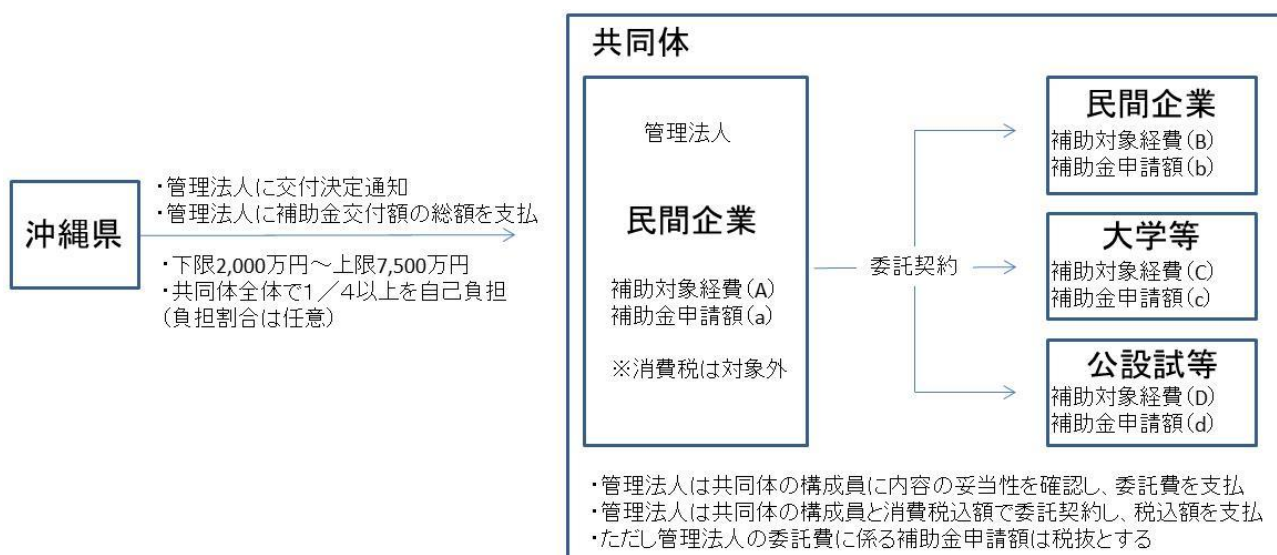 沖縄県
・管理法人に交付決定通知
・管理法人に補助金交付額の総額を支払
・下限2,000万円～上限7,500万円
・共同体全体で１／４以上を自己負担
(負担割合は任意)
共同体
管理法人
民間企業
補助対象経費(A)
補助金申請額(a)
※消費税は対象外
委託契約
民間企業
補助対象経費(B)
補助金申請額(b)
大学等
補助対象経費(C)
補助金申請額(c)
公設試等
補助対象経費(D)
補助金申請額(d)
・管理法人は共同体の構成員に内容の妥当性を確認し、委託費を支払
・管理法人は共同体の構成員と消費税込額で委託契約し、税込額を支払
・ただし管理法人の委託費に係る補助金申請額は税抜とする